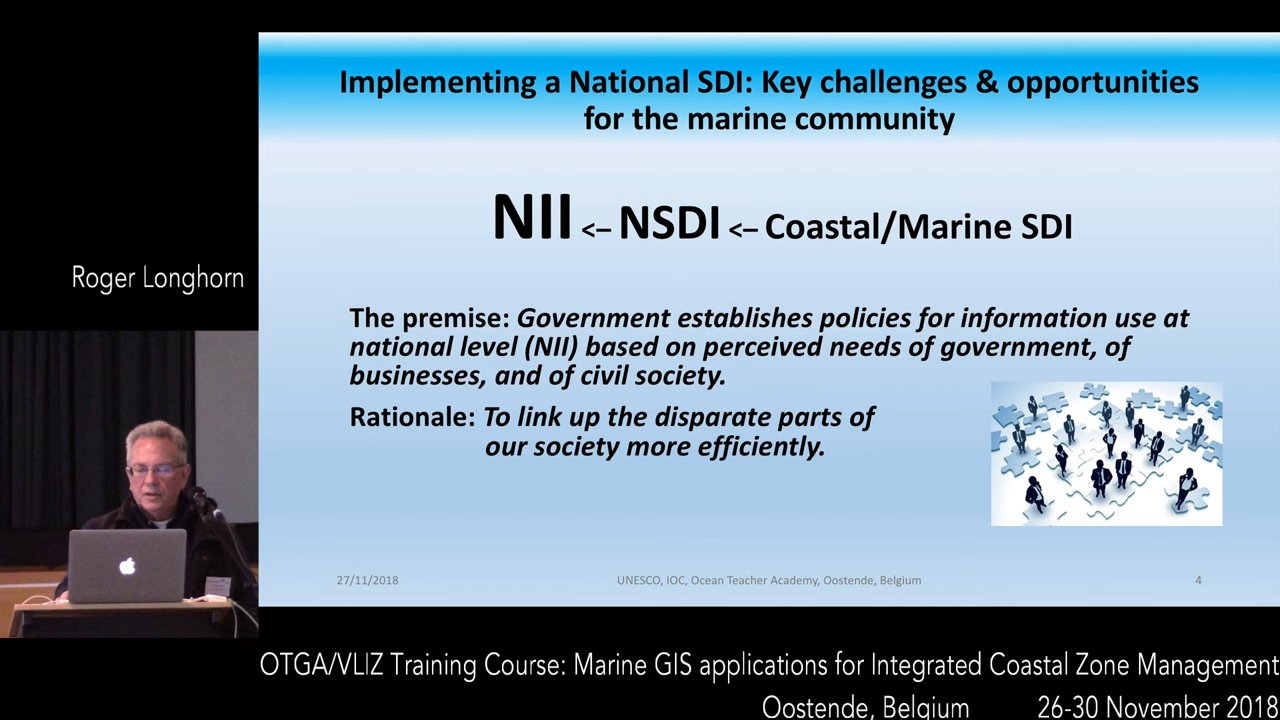 Implementing a National SDI: Key challenges & opportunities
for the marine community
NII <– NSDI <– Coastal/Marine SDI
Roger Longhorn
The premise: Government establishes policies for information use at
national level (NII) based on perceived needs of government, of
businesses, and of civil society.
Rationale: To link up the disparate parts of
our society more efficiently.
27/11/2018 UNESCO, IOC, Ocean Teacher Academy, Oostende, Belgium 4
OTGA/VLIZ Training Course: Marine GIS applications for Integrated Coastal Zone Management
Oostende, Belgium 26-30 November 2018